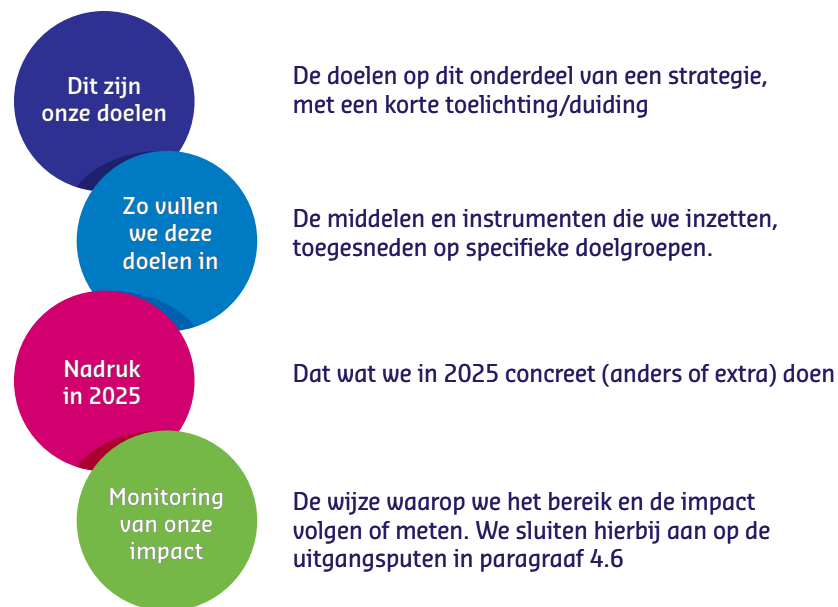 Dit zijn
onze doelen
De doelen op dit onderdeel van een strategie,
met een korte toelichting/duiding
Zo vullen
we deze
doelen in
De middelen en instrumenten die we inzetten,
toegesneden op specifieke doelgroepen.
Nadruk
in 2025
Dat wat we in 2025 concreet (anders of extra) doen
Monitoring
van onze
impact
De wijze waarop we het bereik en de impact
volgen of meten. We sluiten hierbij aan op de
uitgangsputen in paragraaf 4.6